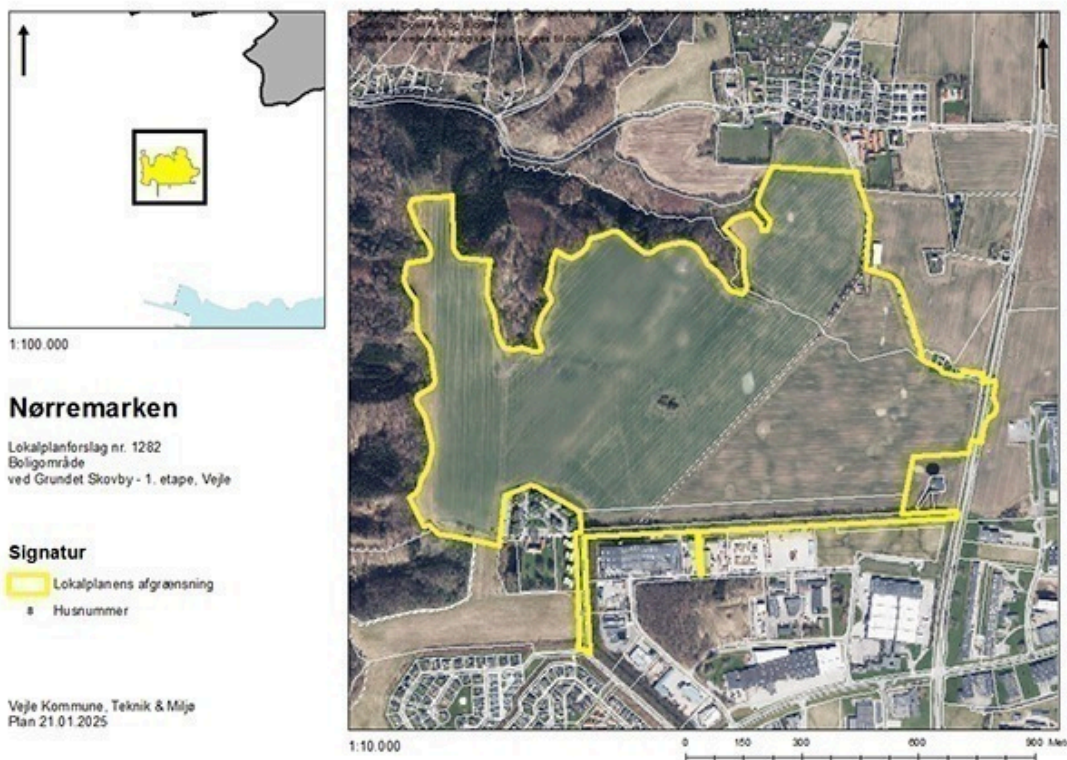 1:100.000
Nørremarken
Lokalplanforslag nr. 1282
Boligområde
ved Grundet Skovby - 1. etape, Vejle
Signatur
Lokalplanens afgrænsning
8 Husnummer
Vejle Kommune, Teknik & Miljø
Plan 21.01.2025
1:10.000
0 150 300 600 900 Met